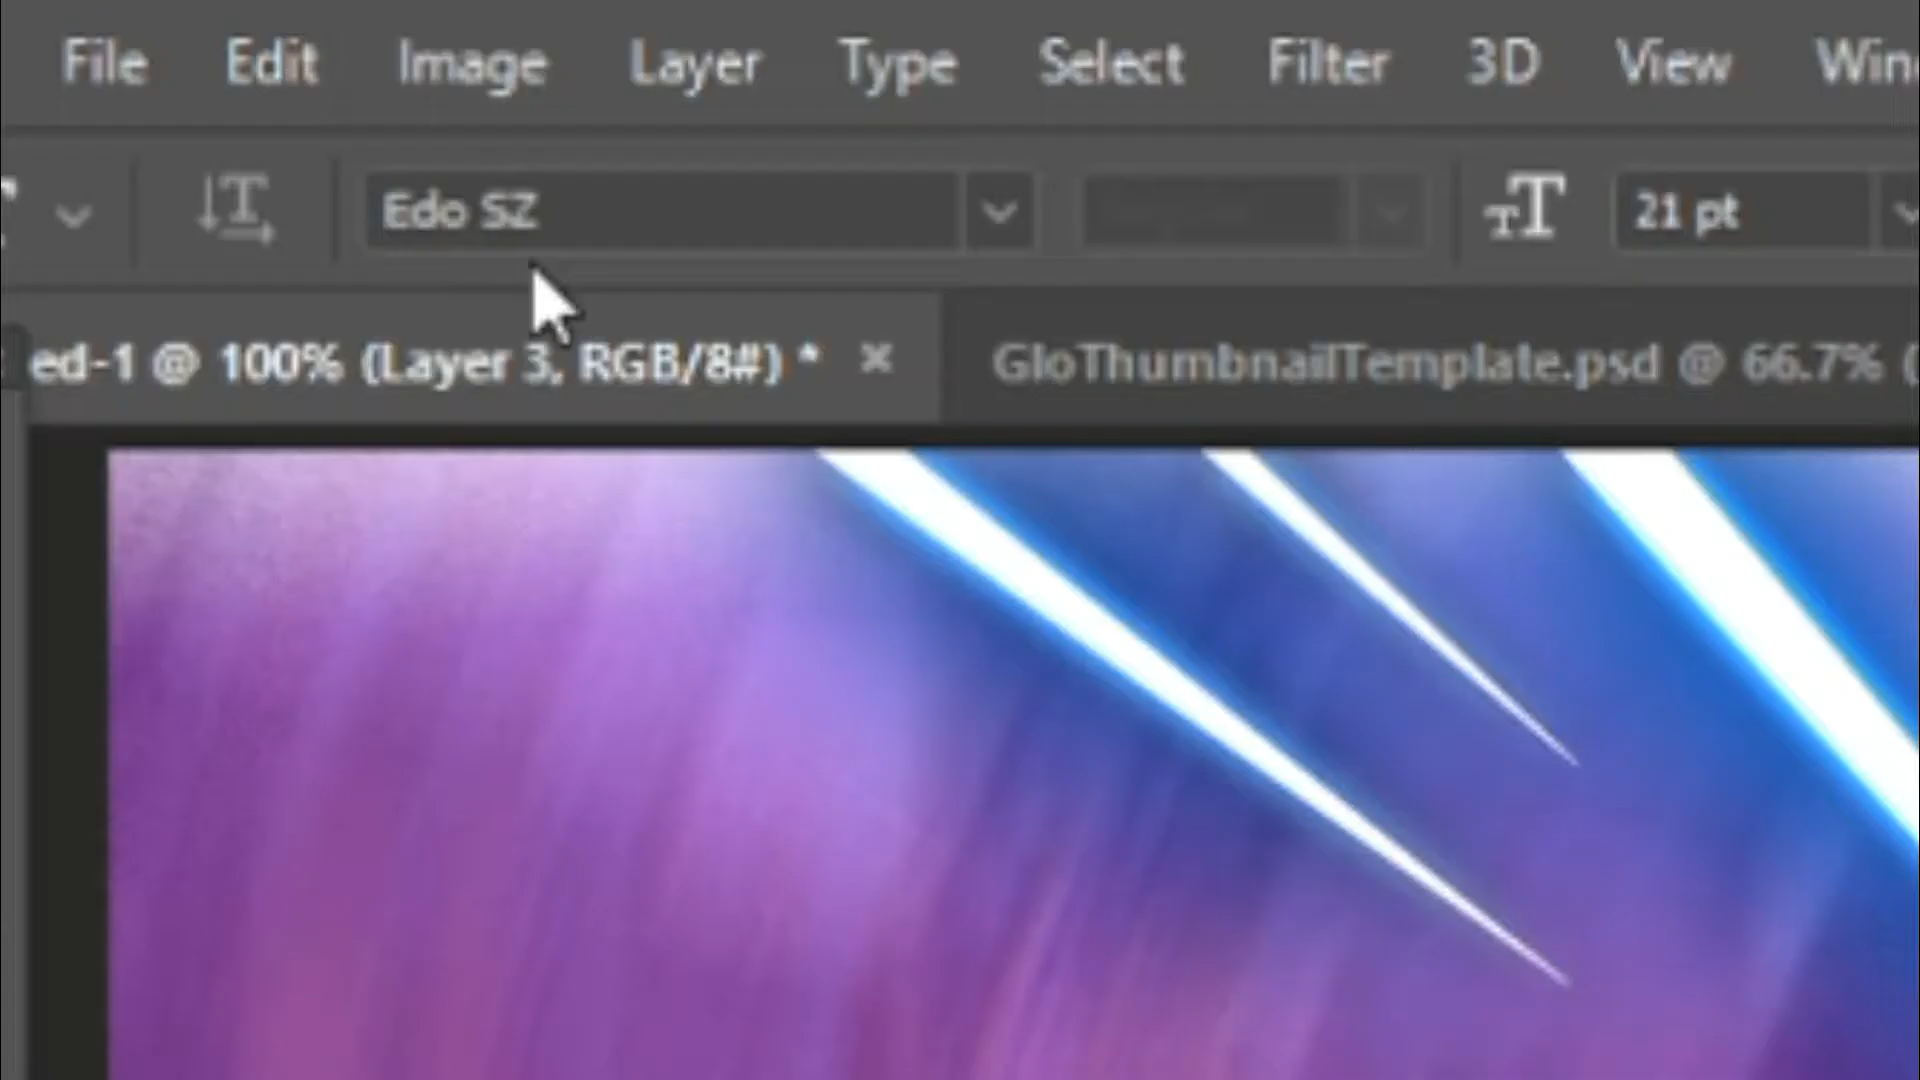 File Edit Image Layer Type Select Filter 3D View Win
Edo SZ 21 pt
ed-1 @ 100% (Layer 3, RGB/8#) * GloThumbnailTemplate.psd @ 66.7% (